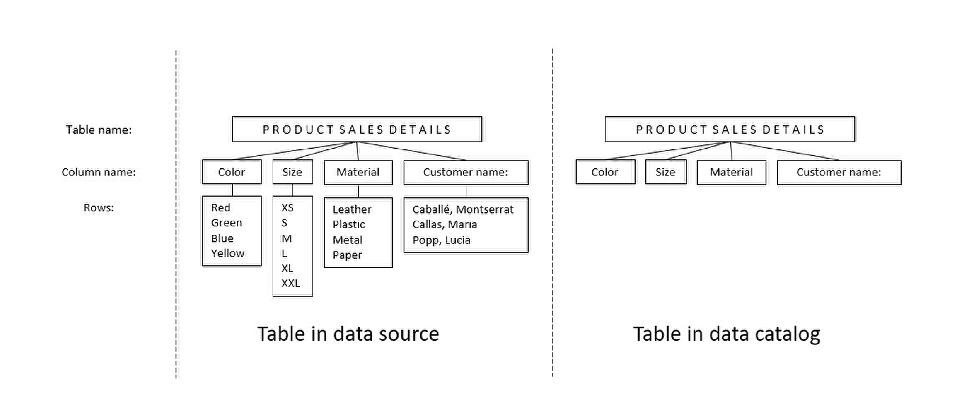 Table name:
PRODUCT SALES DETAILS
PRODUCT SALES DETAILS
Column name:
Color
Size
Material
Customer name:
Color
Size
Material
Customer name:
Rows:
Red
Green
Blue
Yellow
XS
S
M
L
XL
XXL
Leather
Plastic
Metal
Paper
Caballé, Montserrat
Callas, Maria
Popp, Lucia
Table in data source
Table in data catalog